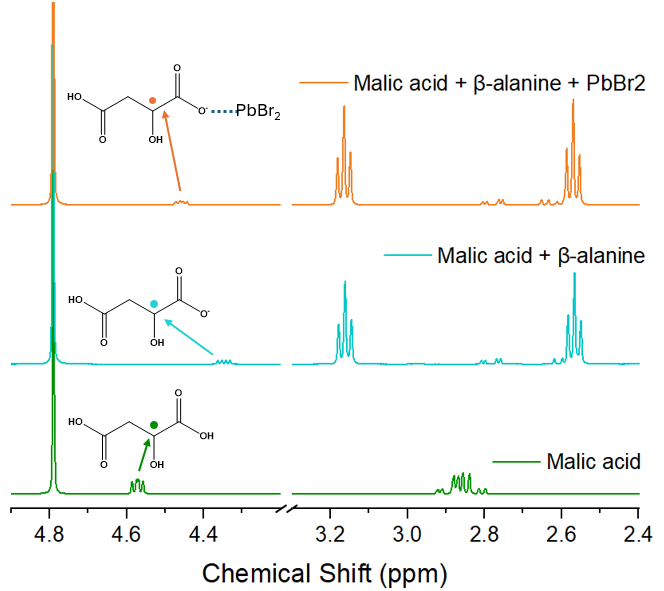 O
HO
O⁻
PbBr₂
O
OH
Malic acid + β-alanine + PbBr2
O
HO
O⁻
O
OH
Malic acid + β-alanine
O
HO
OH
O
OH
Malic acid
4.8 4.6 4.4 3.2 3.0 2.8 2.6 2.4
Chemical Shift (ppm)